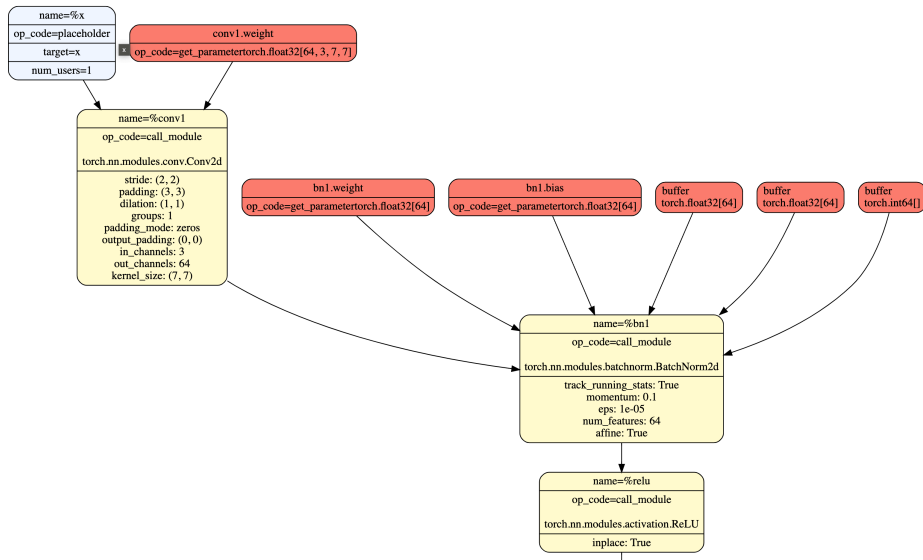 name=%x
op_code=placeholder
target=x
num_users=1
x
conv1.weight
op_code=get_parametertorch.float32[64, 3, 7, 7]
name=%conv1
op_code=call_module
torch.nn.modules.conv.Conv2d
stride: (2, 2)
padding: (3, 3)
dilation: (1, 1)
groups: 1
padding_mode: zeros
output_padding: (0, 0)
in_channels: 3
out_channels: 64
kernel_size: (7, 7)
bn1.weight
op_code=get_parametertorch.float32[64]
bn1.bias
op_code=get_parametertorch.float32[64]
buffer
torch.float32[64]
buffer
torch.float32[64]
buffer
torch.int64[]
name=%bn1
op_code=call_module
torch.nn.modules.batchnorm.BatchNorm2d
track_running_stats: True
momentum: 0.1
eps: 1e-05
num_features: 64
affine: True
name=%relu
op_code=call_module
torch.nn.modules.activation.ReLU
inplace: True